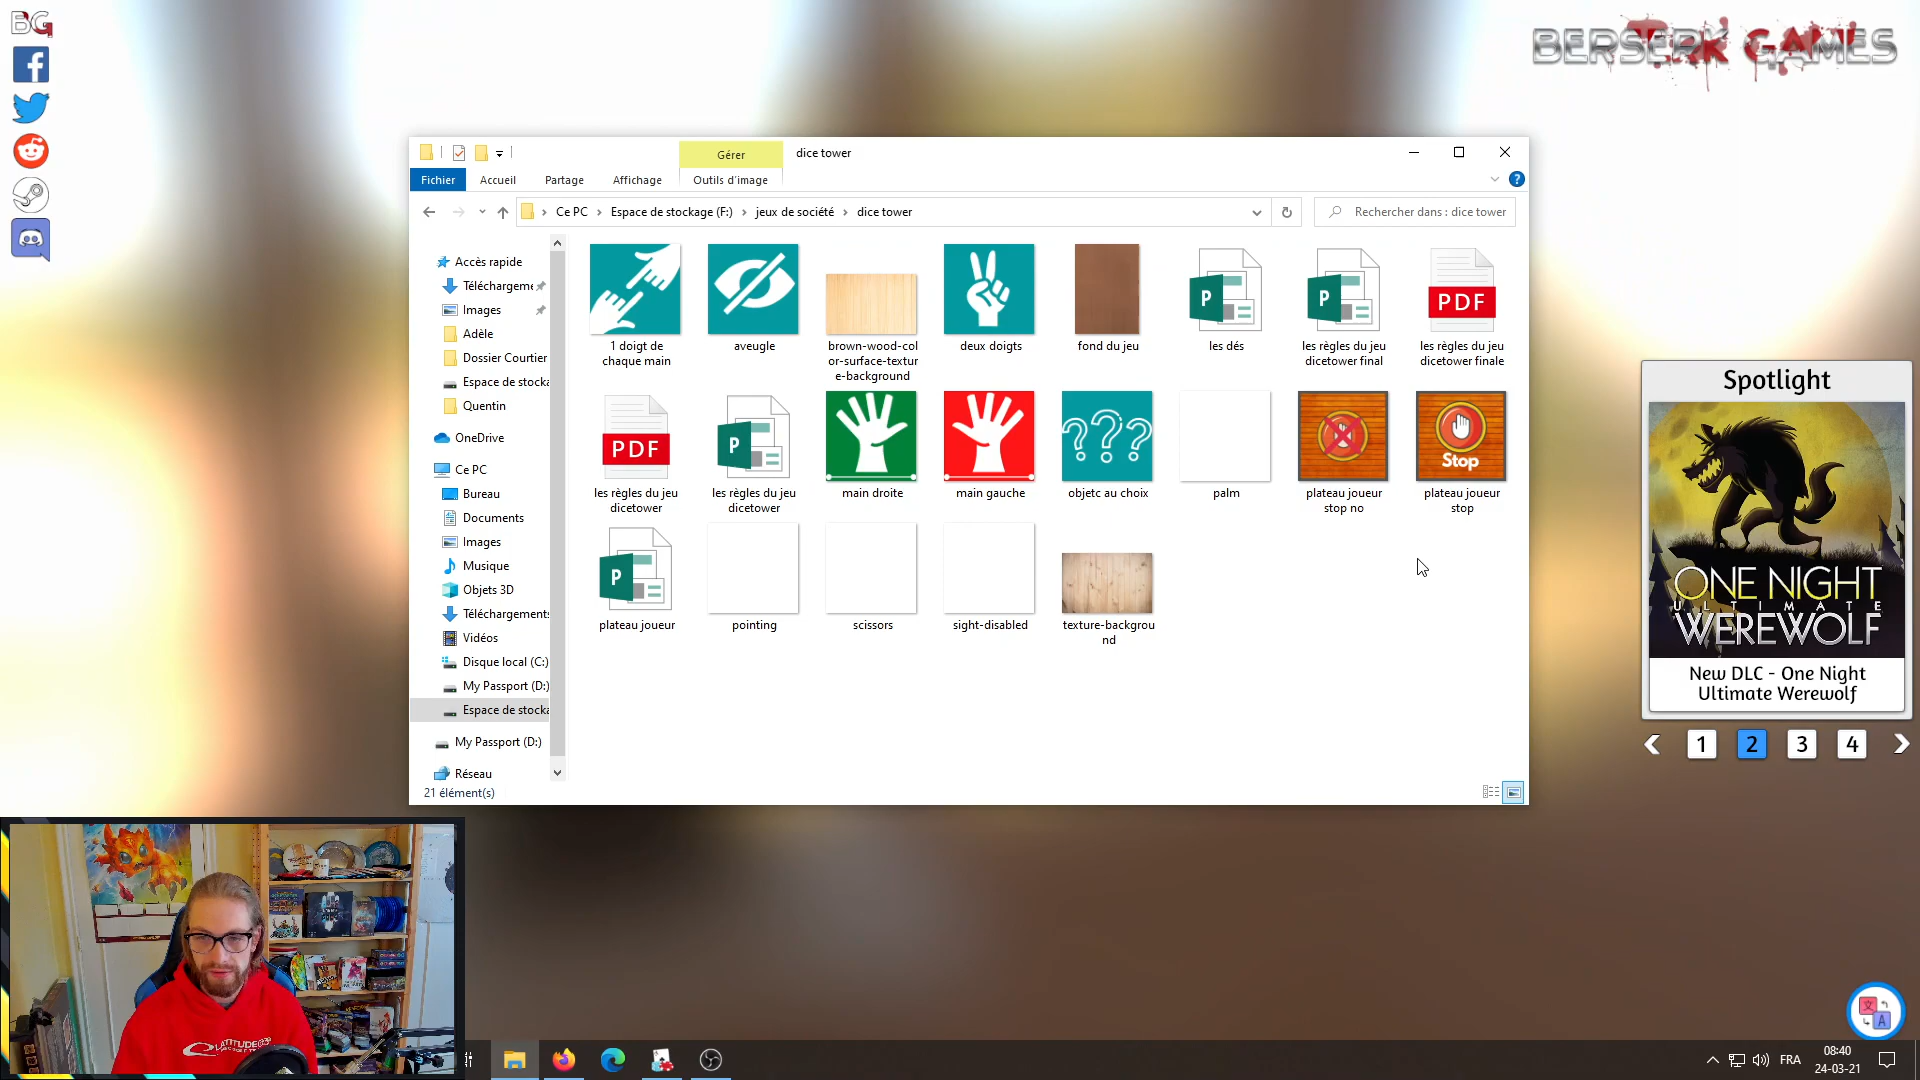 BG
BERSERK GAMES
Gérer
dice tower
Fichier
Accueil
Partage
Affichage
Outils d'image
Ce PC
Espace de stockage (F:)
jeux de société
dice tower
Rechercher dans : dice tower
Accès rapide
Téléchargeme
Images
Adèle
Dossier Courtier
Espace de stocka
Quentin
OneDrive
Ce PC
Bureau
Documents
Images
Musique
Objets 3D
Téléchargements
Vidéos
Disque local (C:)
My Passport (D:)
Espace de stocka
My Passport (D:)
Réseau
21 élément(s)
1 doigt de
chaque main
aveugle
brown-wood-col
or-surface-textur
e-background
deux doigts
fond du jeu
P
les dés
P
les règles du jeu
dicetower final
PDF
les règles du jeu
dicetower finale
PDF
les règles du jeu
dicetower
P
les règles du jeu
dicetower
main droite
main gauche
???
objetc au choix
palm
plateau joueur
stop no
Stop
plateau joueur
stop
P
plateau joueur
pointing
scissors
sight-disabled
texture-backgrou
nd
Spotlight
ONE NIGHT
ULTIMATE
WEREWOLF
New DLC - One Night
Ultimate Werewolf
1
2
3
4
LATITUDE
FRA
08:40
24-03-21